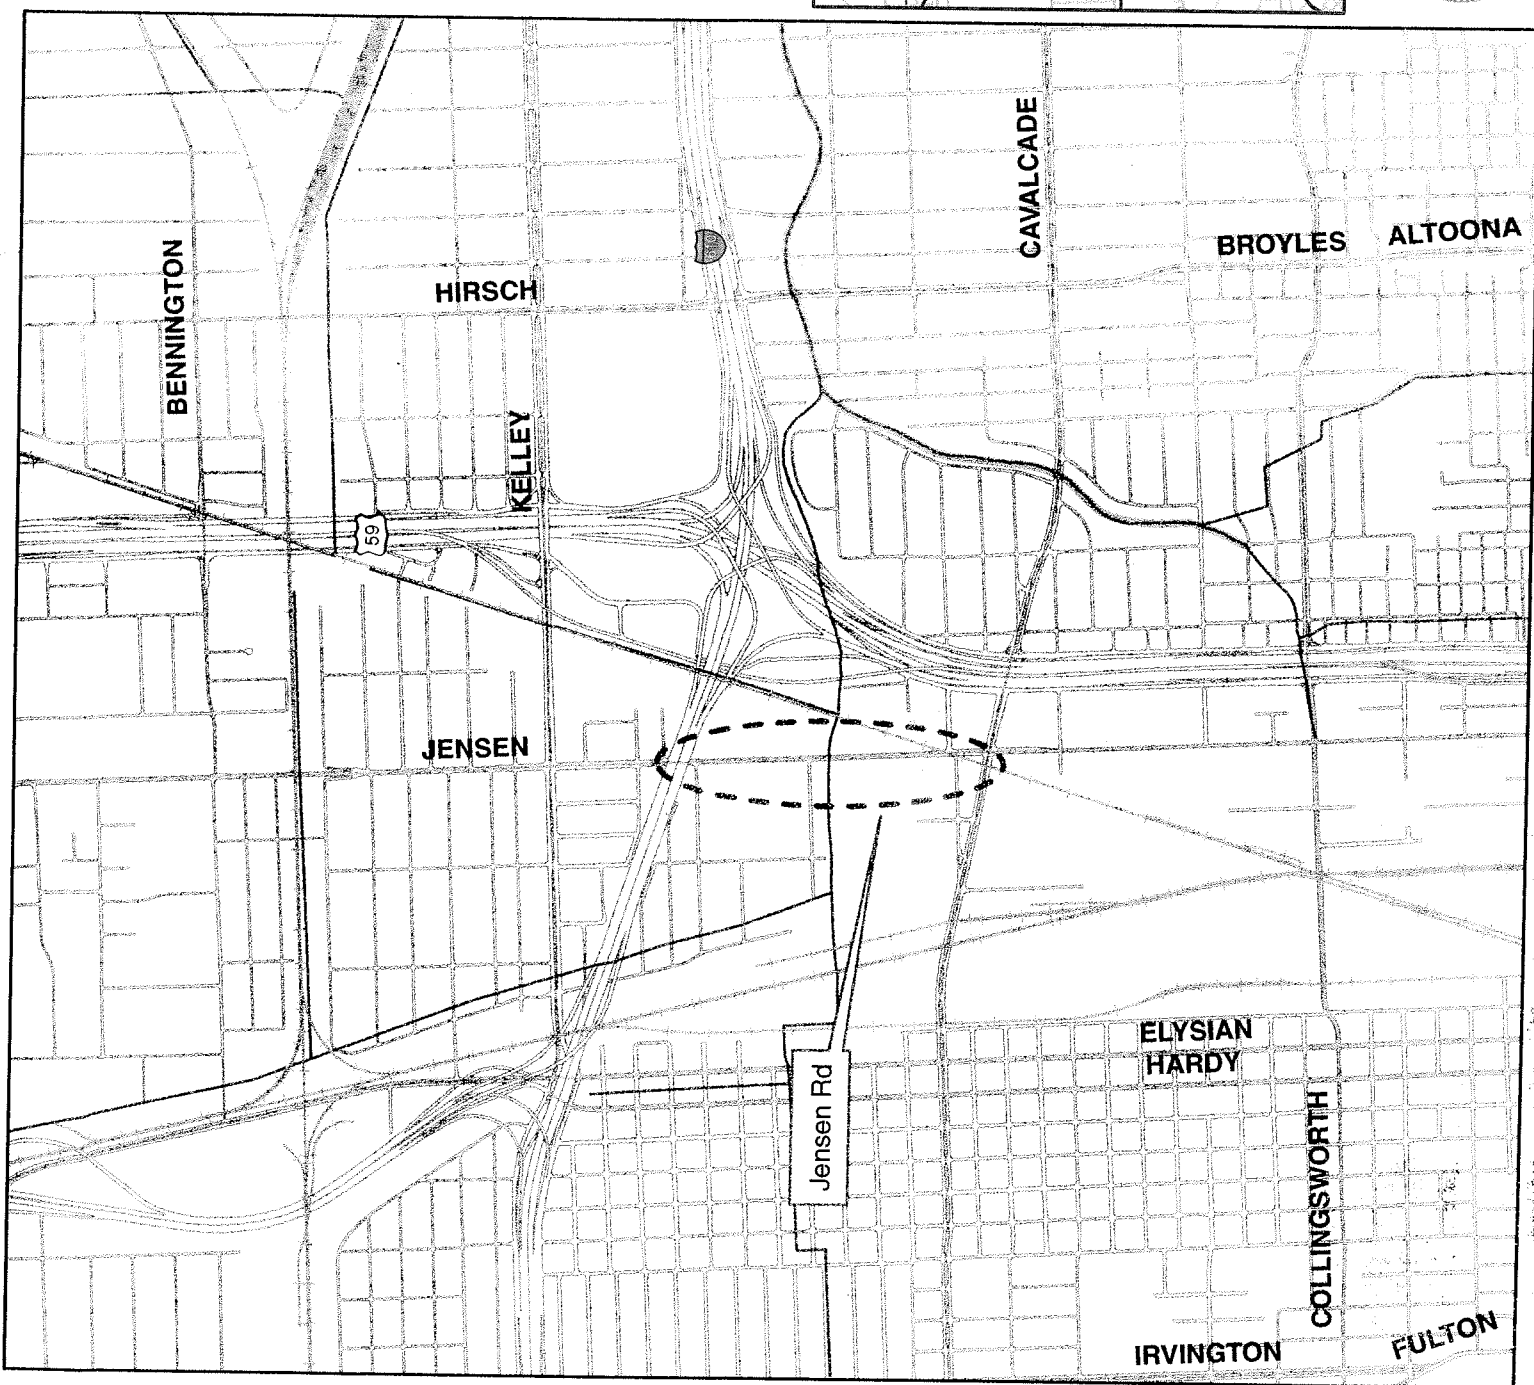 CAVALCADE
BROYLES
ALTOONA
BENNINGTON
HIRSCH
KELLEY
59
JENSEN
ELYSIAN
HARDY
Jensen Rd
COLLINGSWORTH
IRVINGTON
FULTON